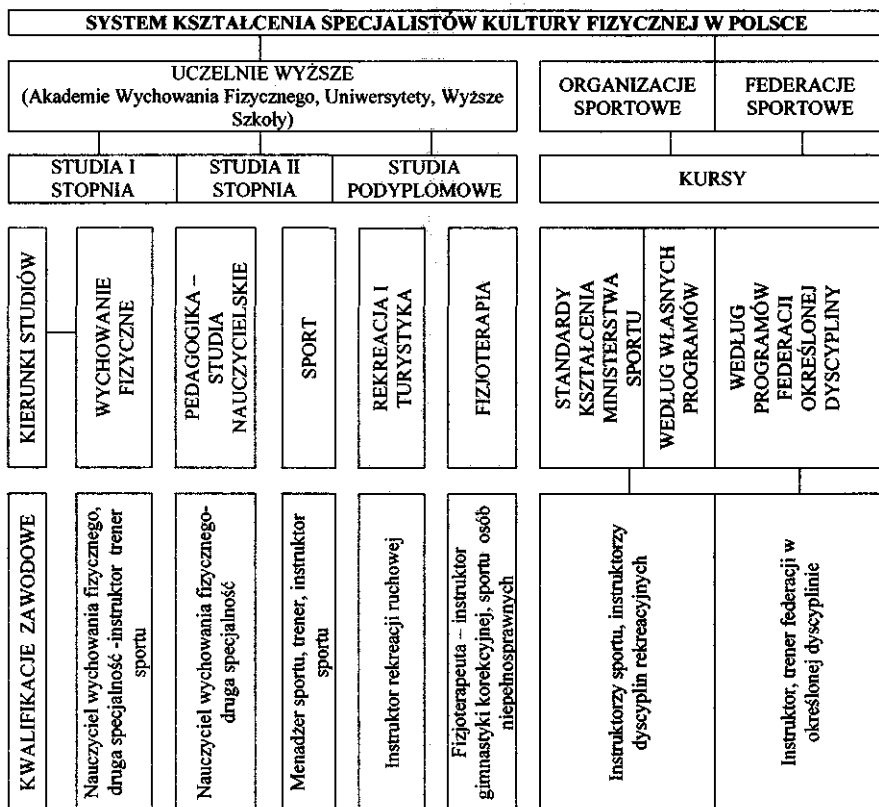 SYSTEM KSZTAŁCENIA SPECJALISTÓW KULTURY FIZYCZNEJ W POLSCE
UCZELNIE WYŻSZE
(Akademie Wychowania Fizycznego, Uniwersytety, Wyższe
Szkoły)
ORGANIZACJE
SPORTOWE
FEDERACJE
SPORTOWE
STUDIA I
STOPNIA
STUDIA II
STOPNIA
STUDIA
PODYPLOMOWE
KURSY
KIERUNKI STUDIÓW
WYCHOWANIE
FIZYCZNE
PEDAGOGIKA –
STUDIA
NAUCZYCIELSKIE
SPORT
REKREACJA I
TURYSTYKA
FIZJOTERAPIA
STANDARDY
KSZTAŁCENIA
MINISTERSTWA
SPORTU
WEDŁUG WŁASNYCH
PROGRAMÓW
WEDŁUG
PROGRAMÓW
FEDERACJI
OKREŚLONEJ
DYSCYPLINY
KWALIFIKACJE ZAWODOWE
Nauczyciel wychowania fizycznego,
druga specjalność -instruktor trener
sportu
Nauczyciel wychowania fizycznego-
druga specjalność
Menadżer sportu, trener, instruktor
sportu
Instruktor rekreacji ruchowej
Fizjoterapeuta – instruktor
gimnastyki korekcyjnej, sportu osób
niepełnosprawnych
Instruktorzy sportu, instruktorzy
dyscyplin rekreacyjnych
Instruktor, trener federacji w
określonej dyscyplinie